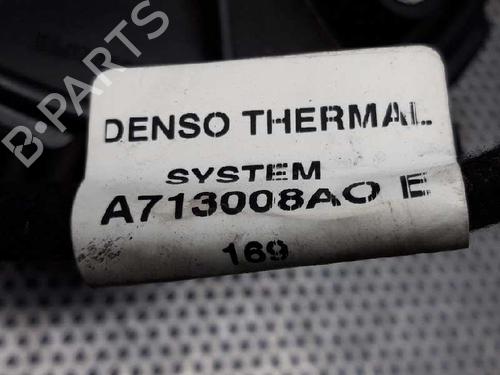 B-PARTS
DENSO THERMAL
SYSTEM
A713008AO E
169